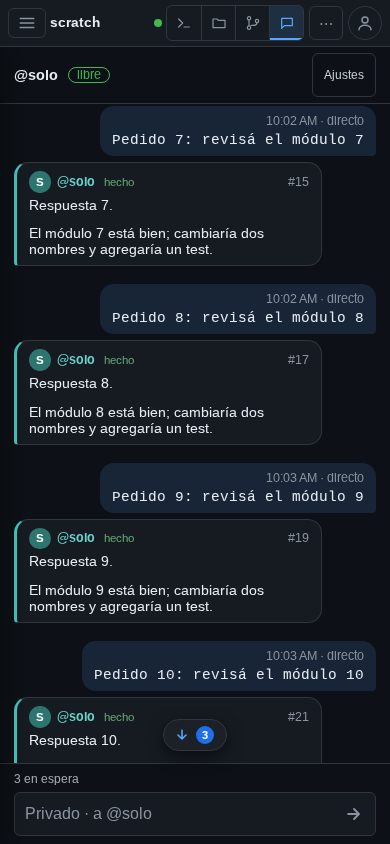 scratch
...
@solo libre
Ajustes
10:02 AM · directo
Pedido 7: revisá el módulo 7
S @solo hecho #15
Respuesta 7.
El módulo 7 está bien; cambiaría dos
nombres y agregaría un test.
10:02 AM · directo
Pedido 8: revisá el módulo 8
S @solo hecho #17
Respuesta 8.
El módulo 8 está bien; cambiaría dos
nombres y agregaría un test.
10:03 AM · directo
Pedido 9: revisá el módulo 9
S @solo hecho #19
Respuesta 9.
El módulo 9 está bien; cambiaría dos
nombres y agregaría un test.
10:03 AM · directo
Pedido 10: revisá el módulo 10
S @solo hecho #21
Respuesta 10.
3
3 en espera
Privado · a @solo